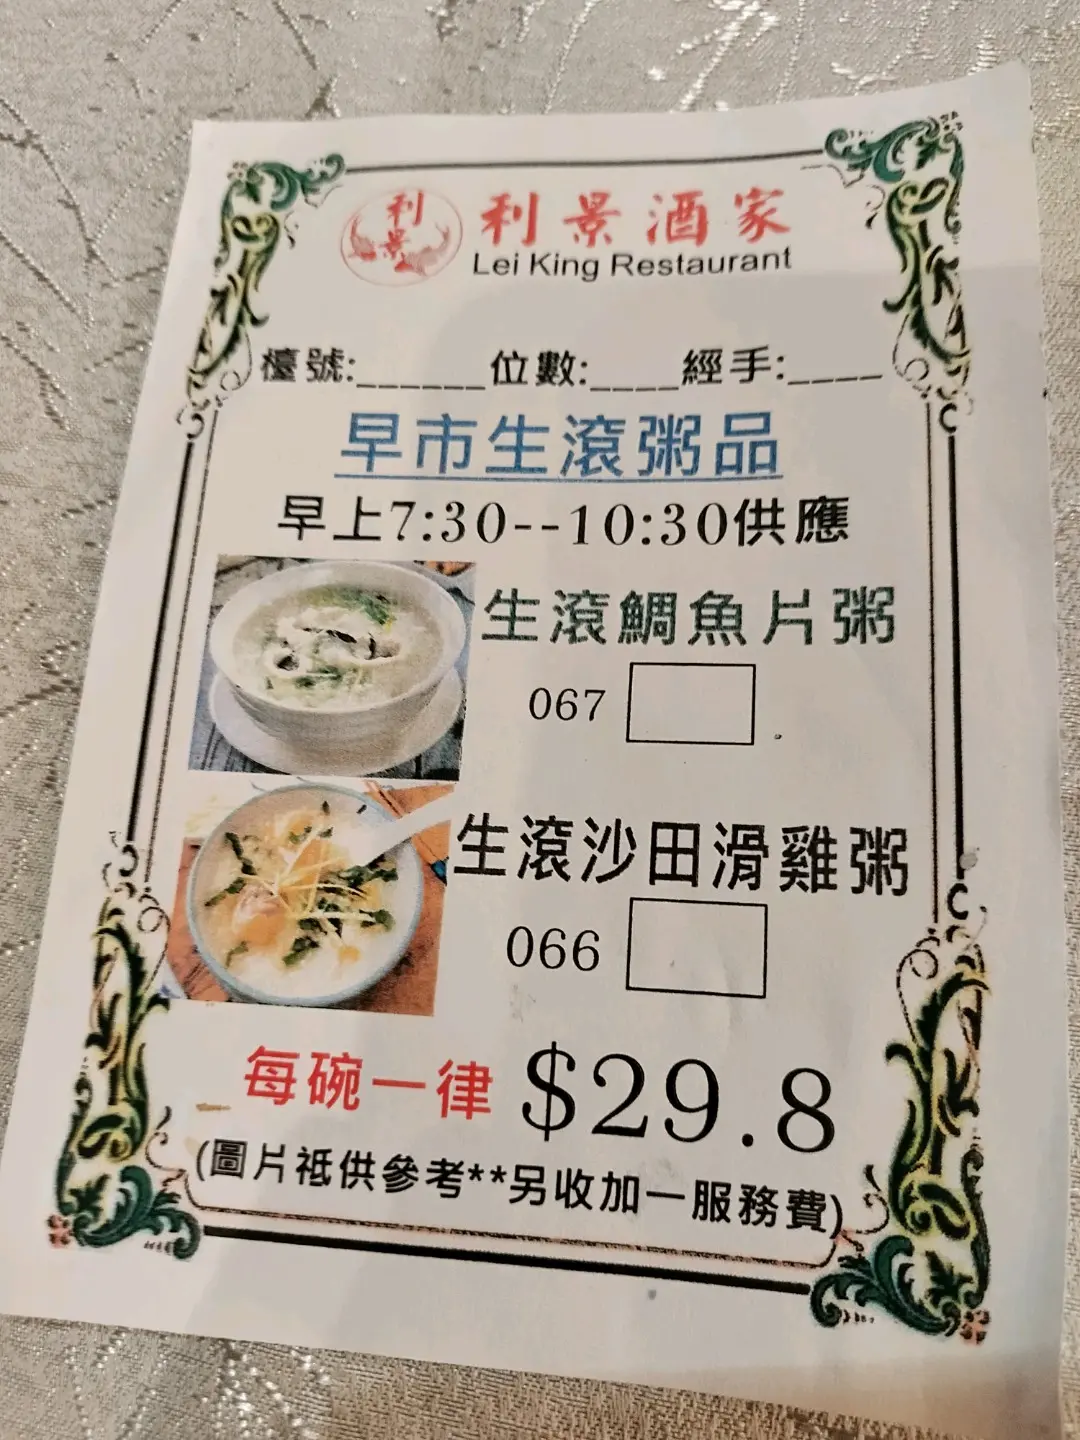 利景
利景酒家
Lei King Restaurant
檯號:______位數:____經手:____
早市生滾粥品
早上7:30--10:30供應
生滾鯛魚片粥
067
生滾沙田滑雞粥
066
每碗一律 $29.8
(圖片祗供參考**另收加一服務費)